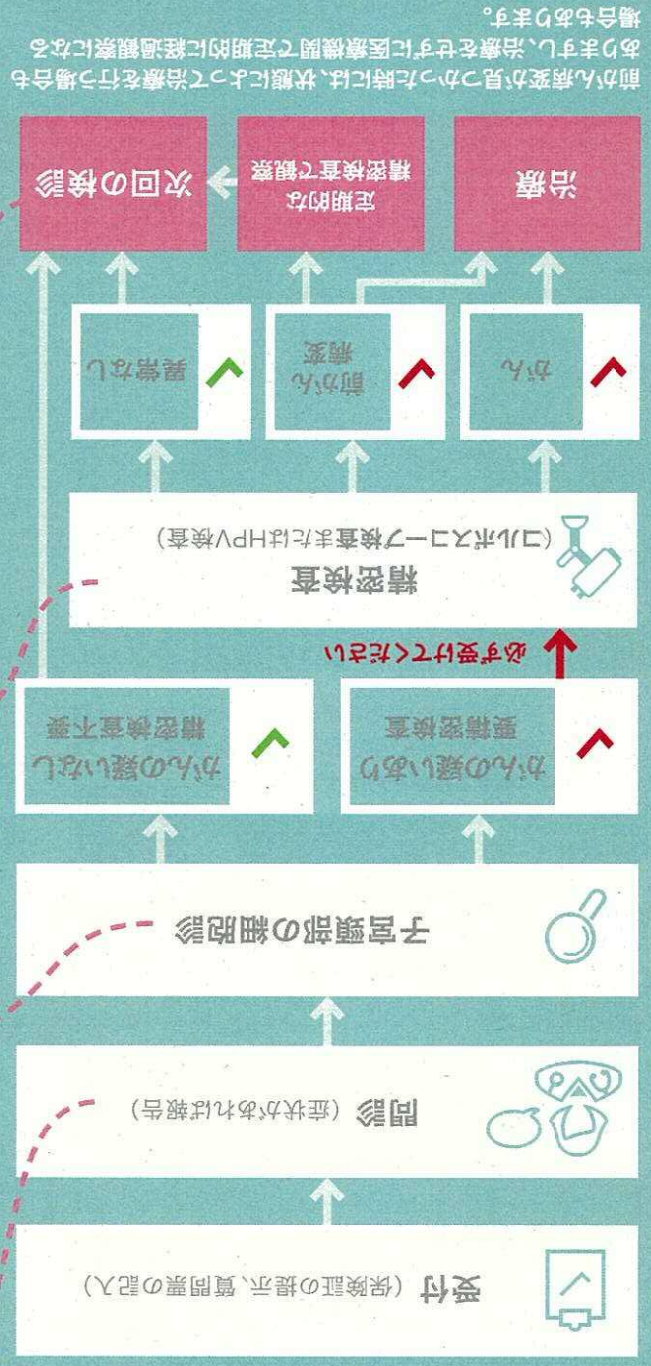 受付（保険証の提示、質問票の記入）
問診（症状があれば報告）
子宮頸部の細胞診
がんの疑いあり
要精密検査
がんの疑いなし
精密検査不要
必ず受けてください
精密検査
（コルポスコープ検査またはHPV検査）
がん
前がん
病変
異常なし
治療
定期的な
精密検査で観察
次回の検診
前がん病変が見つかった時には、状態によって治療を行う場合も
ありますし、治療をせずに医療機関で定期的に経過観察になる
場合もあります。